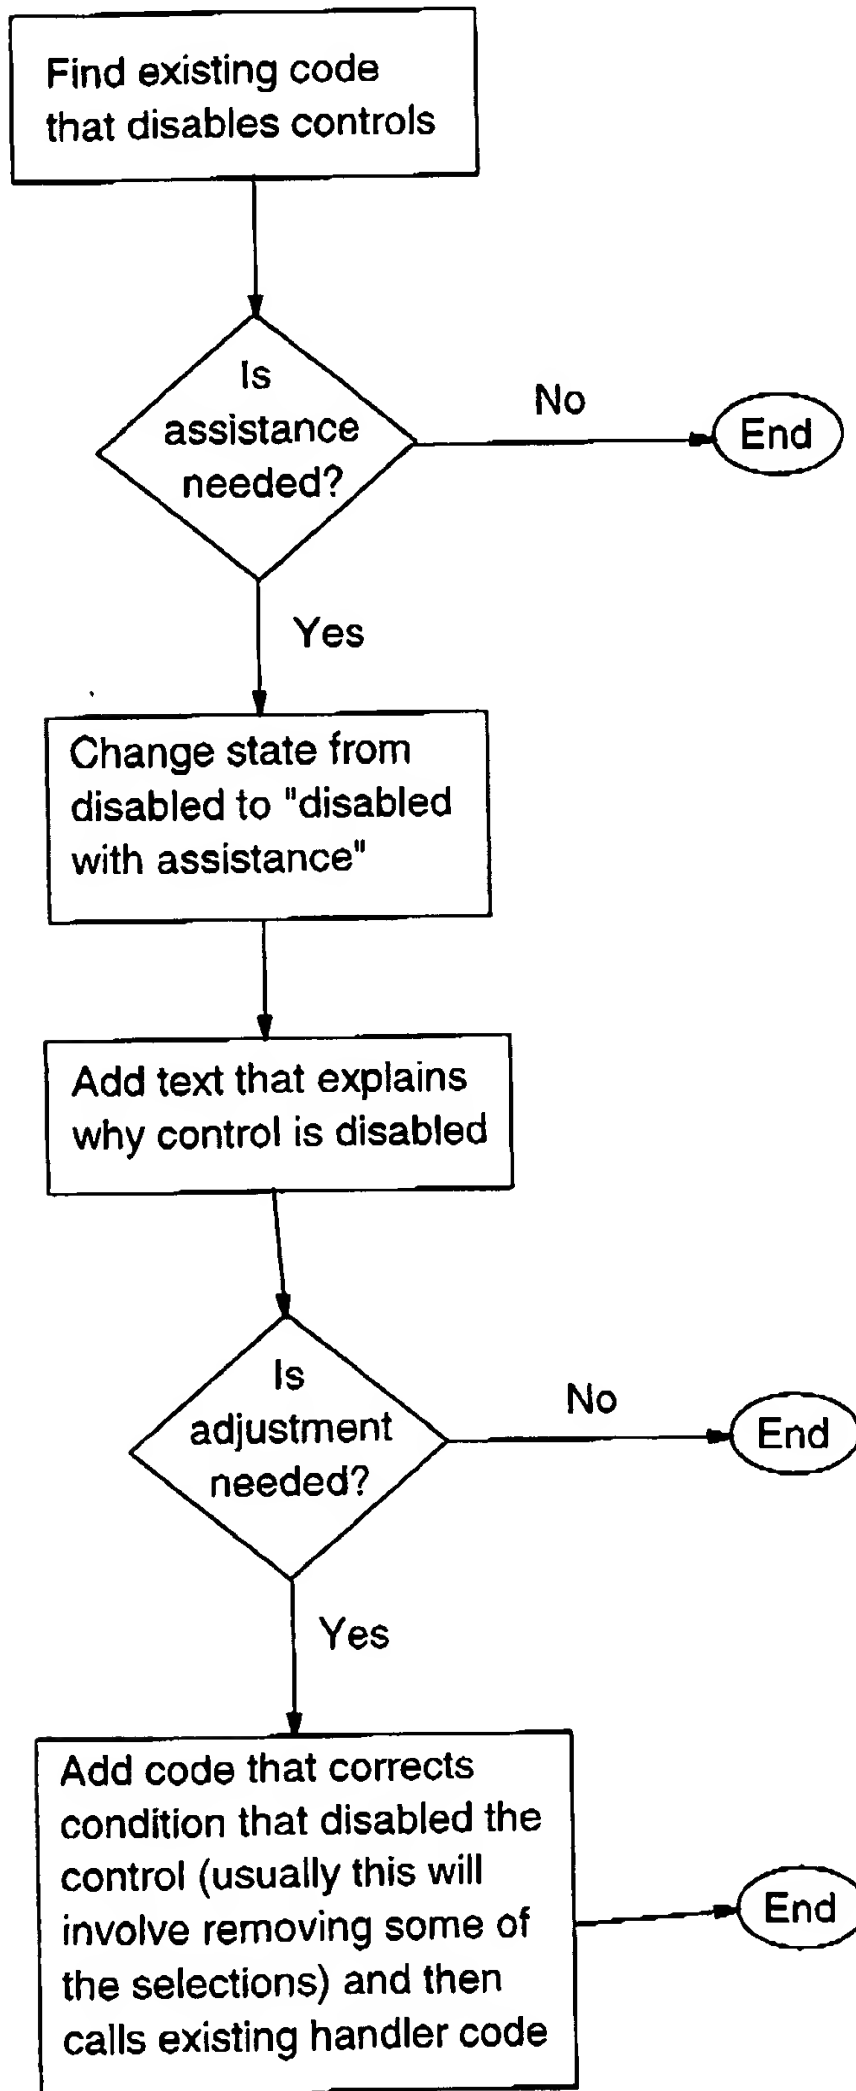 Find existing code
that disables controls
Is
assistance
needed?
No
End
Yes
Change state from
disabled to "disabled
with assistance"
Add text that explains
why control is disabled
Is
adjustment
needed?
No
End
Yes
Add code that corrects
condition that disabled the
control (usually this will
involve removing some of
the selections) and then
calls existing handler code
End